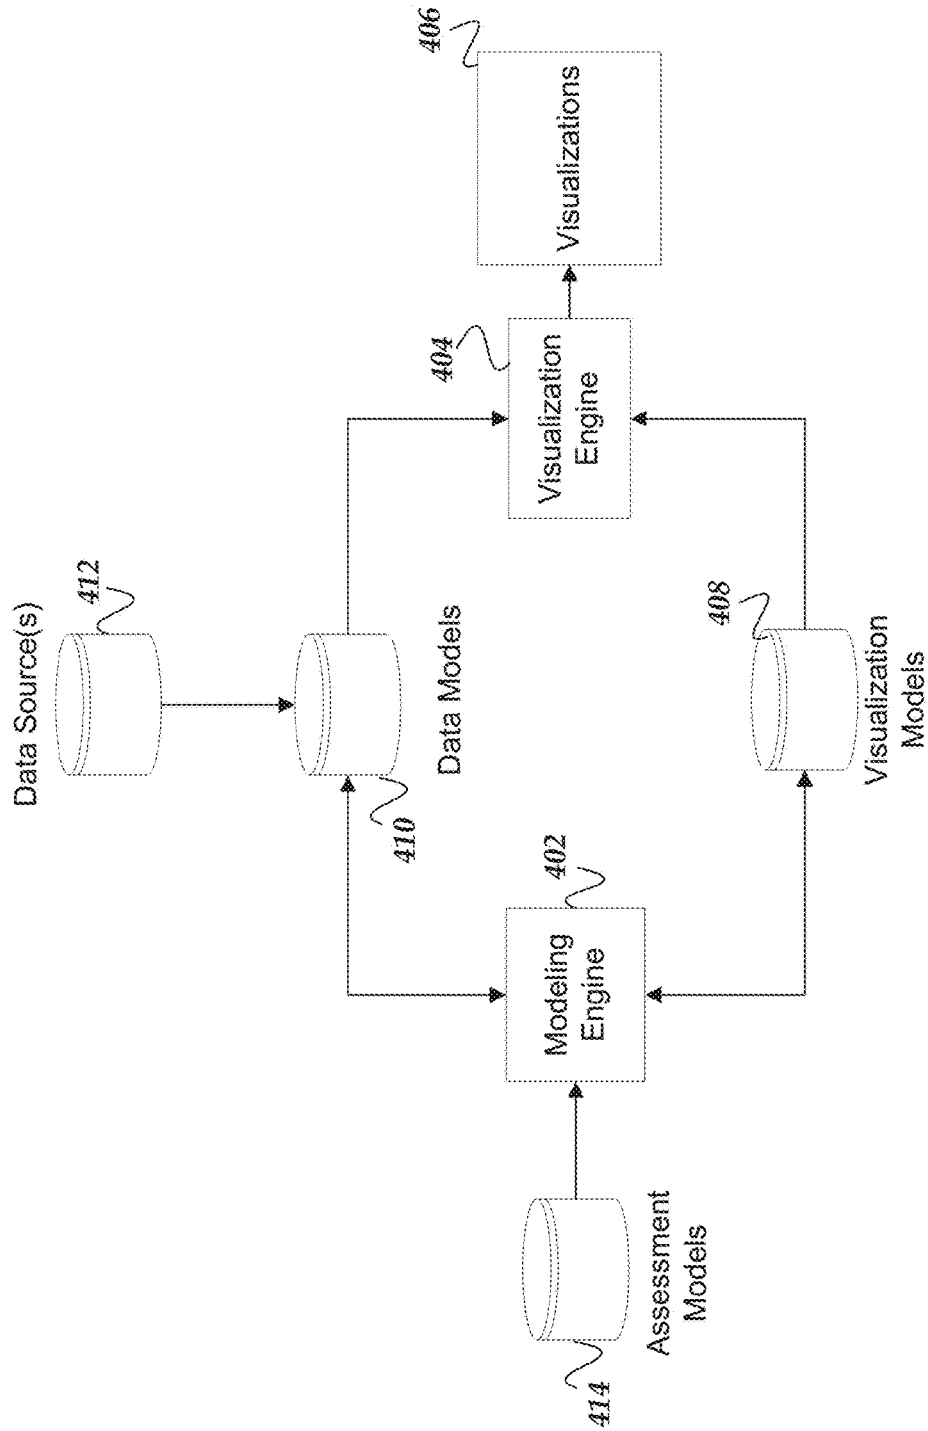 Data Source(s)
412
410
Data Models
414
Assessment
Models
402
Modeling
Engine
404
Visualization
Engine
406
Visualizations
408
Visualization
Models